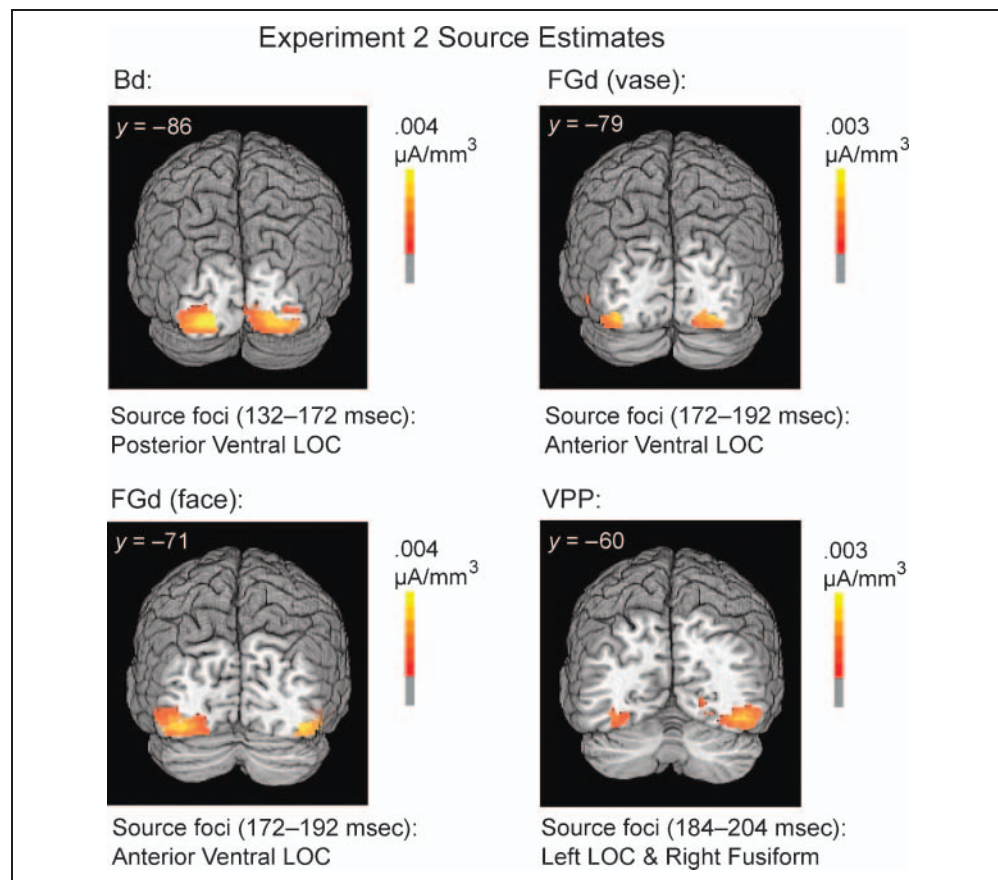 Experiment 2 Source Estimates
Bd:
y = –86
.004
µA/mm³
Source foci (132–172 msec):
Posterior Ventral LOC
FGd (vase):
y = –79
.003
µA/mm³
Source foci (172–192 msec):
Anterior Ventral LOC
FGd (face):
y = –71
.004
µA/mm³
Source foci (172–192 msec):
Anterior Ventral LOC
VPP:
y = –60
.003
µA/mm³
Source foci (184–204 msec):
Left LOC & Right Fusiform